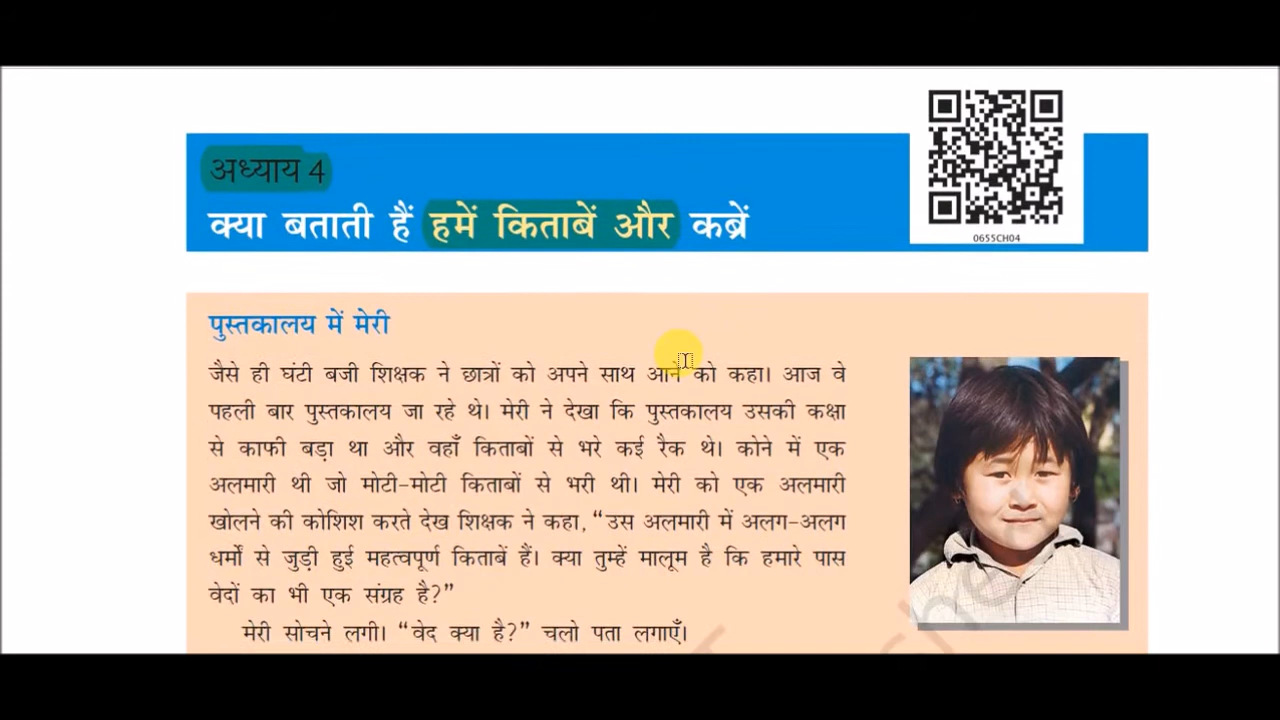 अध्याय 4
क्या बताती हैं हमें किताबें और कब्रें
0655CH04
पुस्तकालय में मेरी
जैसे ही घंटी बजी शिक्षक ने छात्रों को अपने साथ आने को कहा। आज वे
पहली बार पुस्तकालय जा रहे थे। मेरी ने देखा कि पुस्तकालय उसकी कक्षा
से काफी बड़ा था और वहाँ किताबों से भरे कई रैक थे। कोने में एक
अलमारी थी जो मोटी-मोटी किताबों से भरी थी। मेरी को एक अलमारी
खोलने की कोशिश करते देख शिक्षक ने कहा, “उस अलमारी में अलग-अलग
धर्मों से जुड़ी हुई महत्वपूर्ण किताबें हैं। क्या तुम्हें मालूम है कि हमारे पास
वेदों का भी एक संग्रह है?”
मेरी सोचने लगी। “वेद क्या है?” चलो पता लगाएँ।